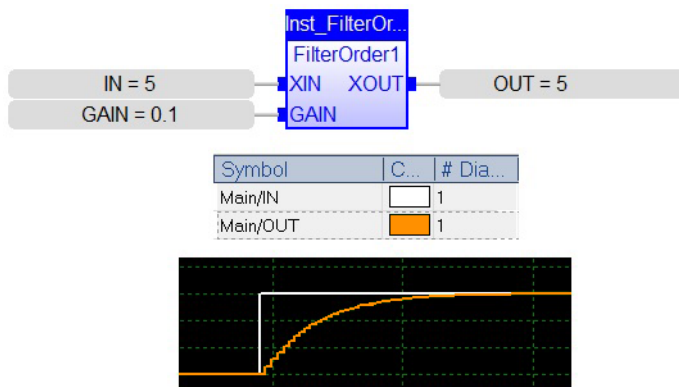 Inst_FilterOr...
FilterOrder1
IN = 5 XIN XOUT OUT = 5
GAIN = 0.1 GAIN
Symbol C... # Dia...
Main/IN 1
Main/OUT 1